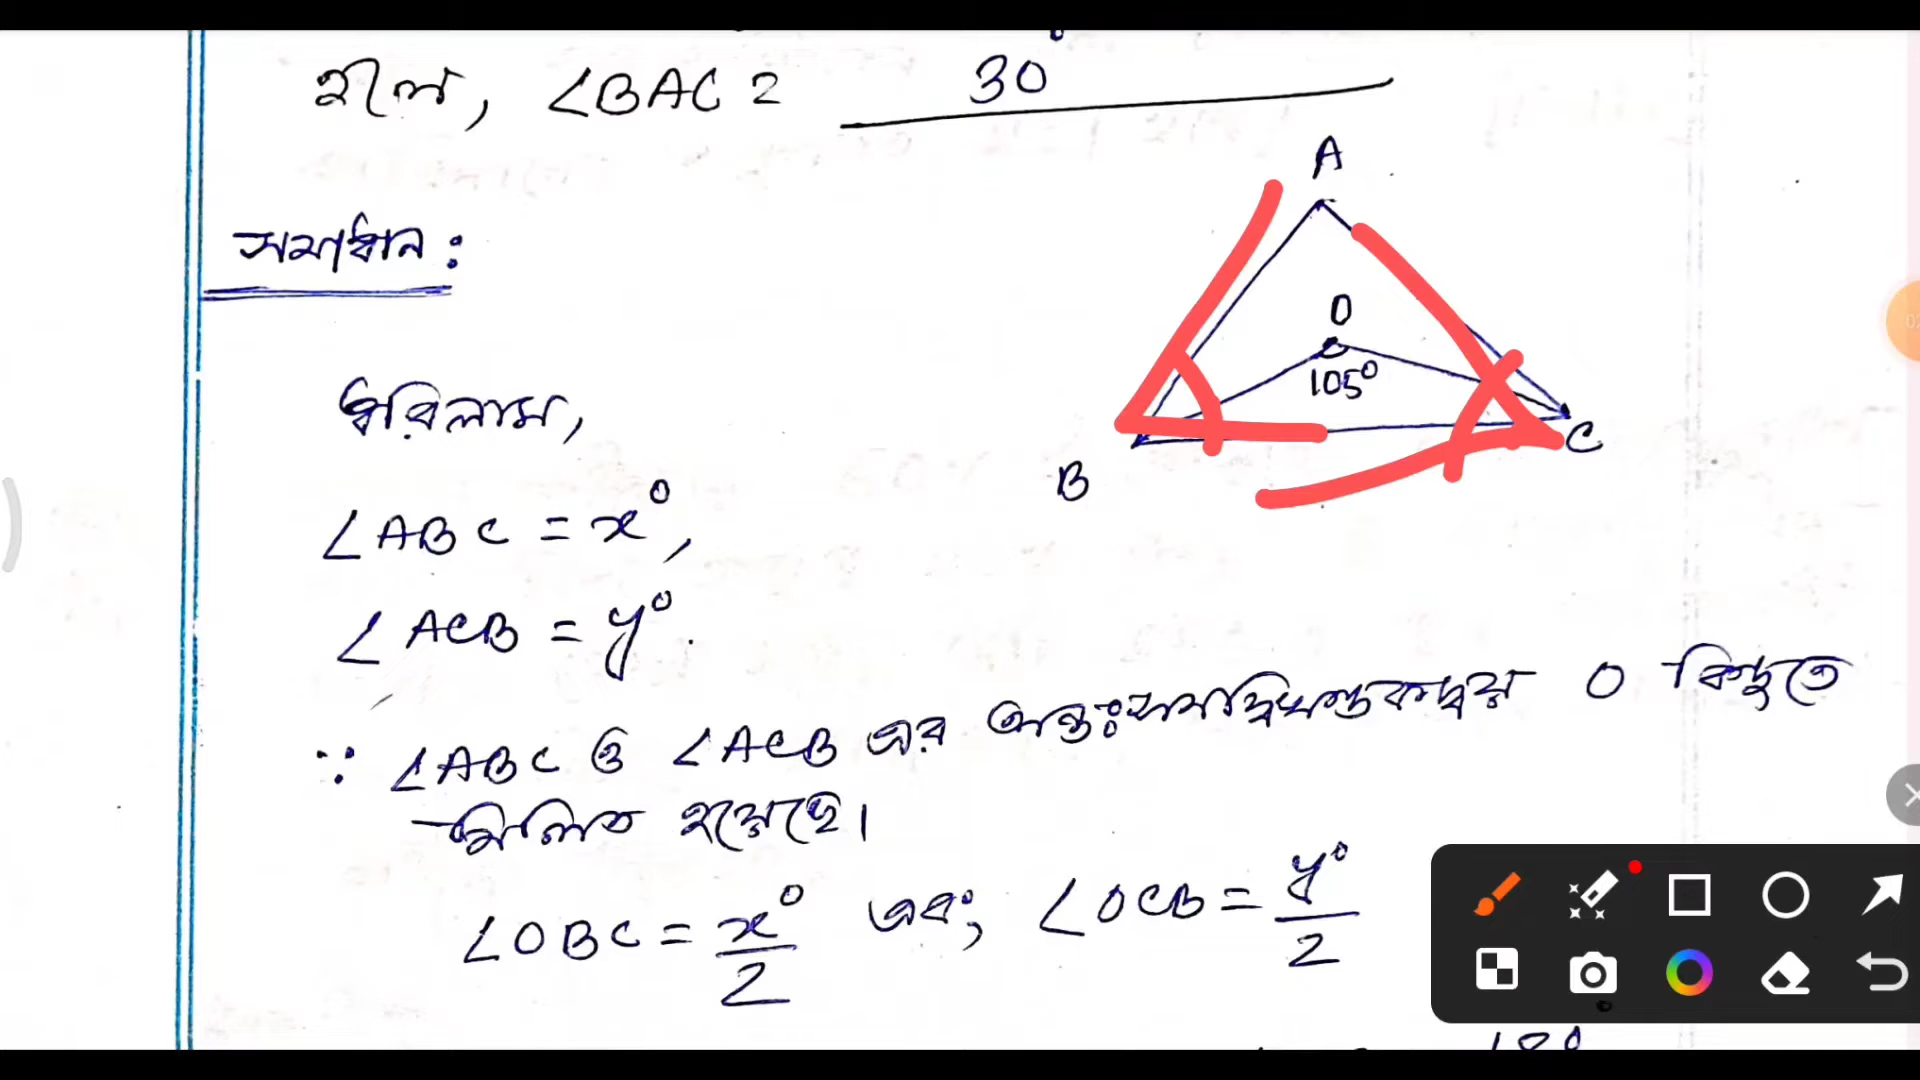 হলে, ∠BAC = 30°
A
সমাধান :
O
105°
B
C
ধরিলাম,
∠ABC = x°,
∠ACB = y°.
∵ ∠ABC ও ∠ACB এর অন্তঃসমদ্বিখণ্ডকদ্বয় O বিন্দুতে
মিলিত হয়েছে।
∠OBC = x°/2 এবং, ∠OCB = y°/2